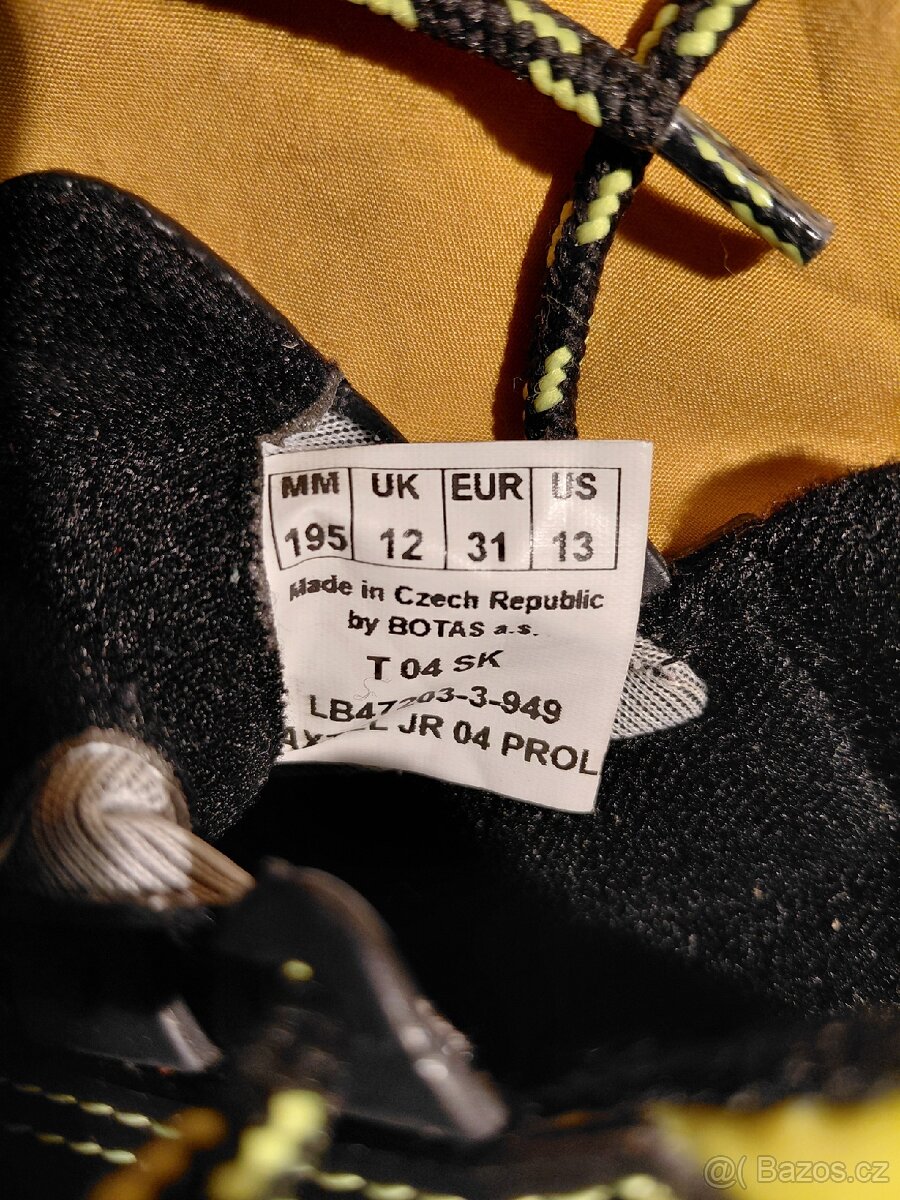 MM UK EUR US
195 12 31 13
Made in Czech Republic
by BOTAS a.s.
T 04 SK
LB47203-3-949
JR 04 PROL
@( Bazos.cz